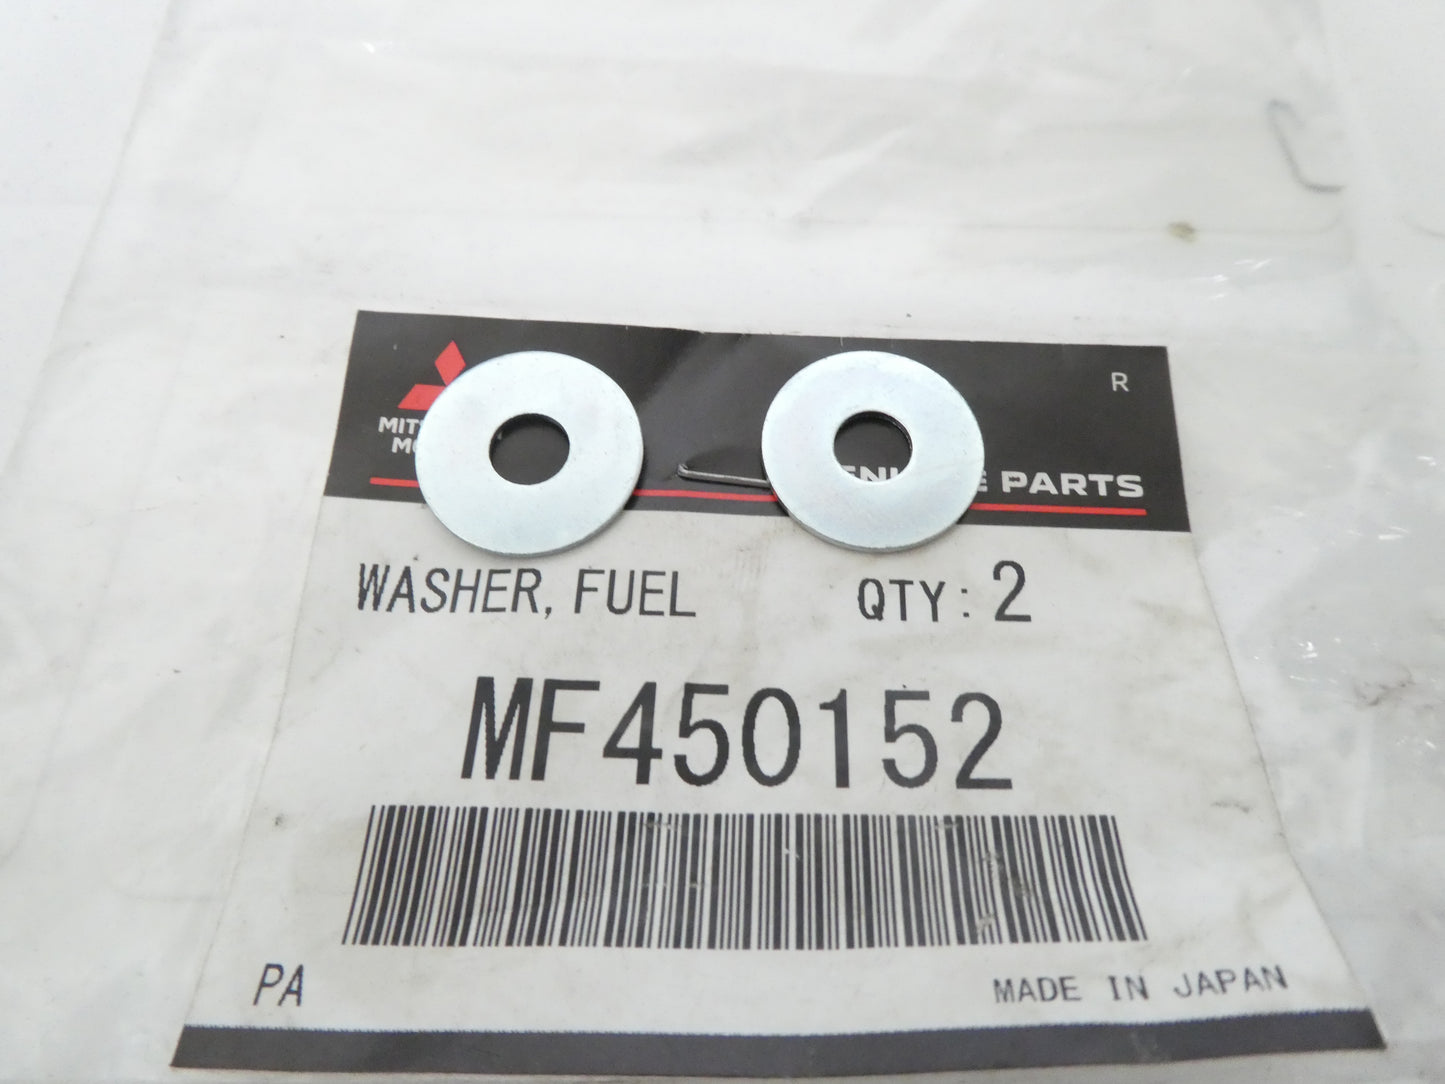 R
PARTS
WASHER, FUEL QTY: 2
MF450152
PA MADE IN JAPAN